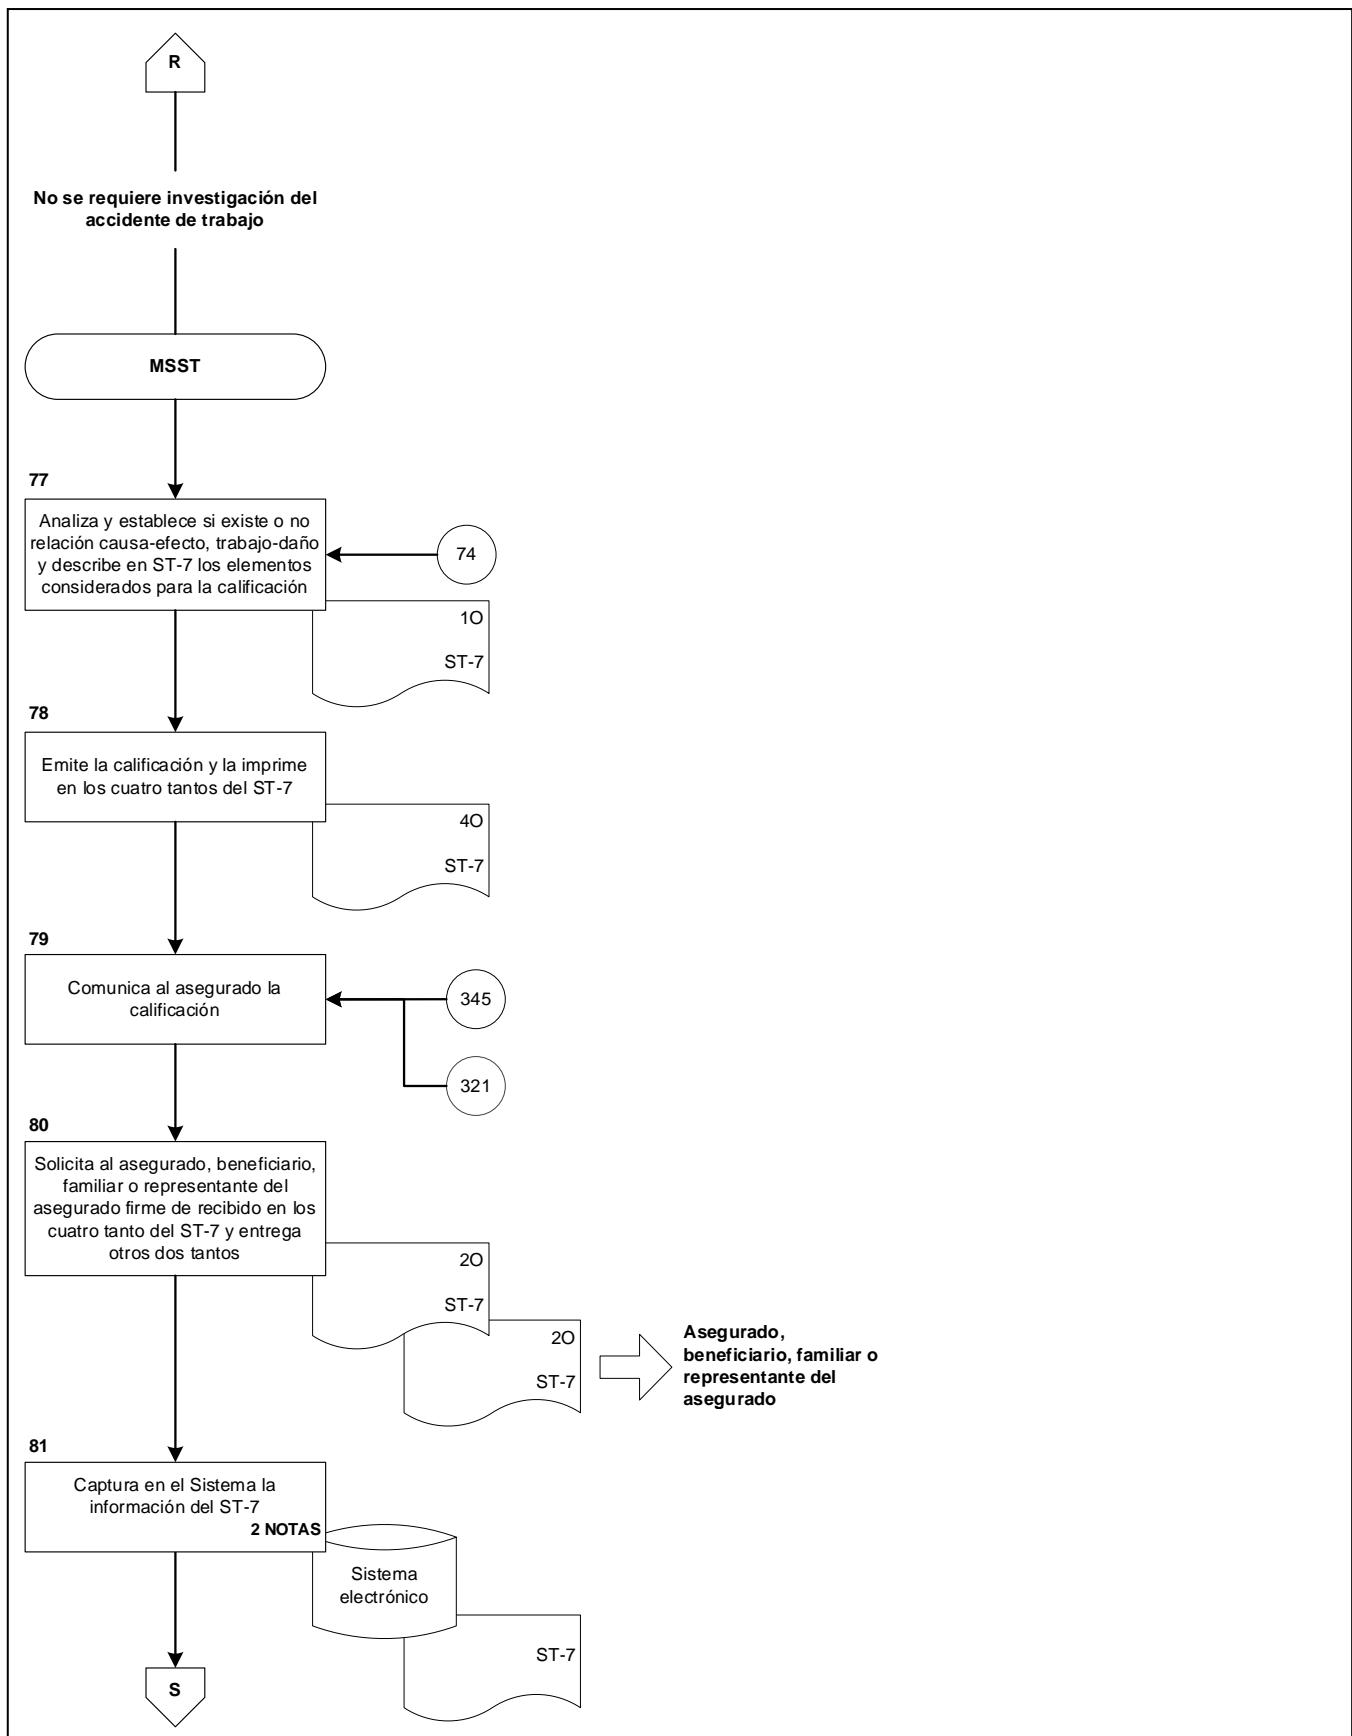 R
No se requiere investigación del
accidente de trabajo
MSST
77
Analiza y establece si existe o no
relación causa-efecto, trabajo-daño
y describe en ST-7 los elementos
considerados para la calificación
74
1O
ST-7
78
Emite la calificación y la imprime
en los cuatro tantos del ST-7
4O
ST-7
79
Comunica al asegurado la
calificación
345
321
80
Solicita al asegurado, beneficiario,
familiar o representante del
asegurado firme de recibido en los
cuatro tanto del ST-7 y entrega
otros dos tantos
2O
ST-7
2O
ST-7
Asegurado,
beneficiario, familiar o
representante del
asegurado
81
Captura en el Sistema la
información del ST-7
2 NOTAS
Sistema
electrónico
ST-7
S